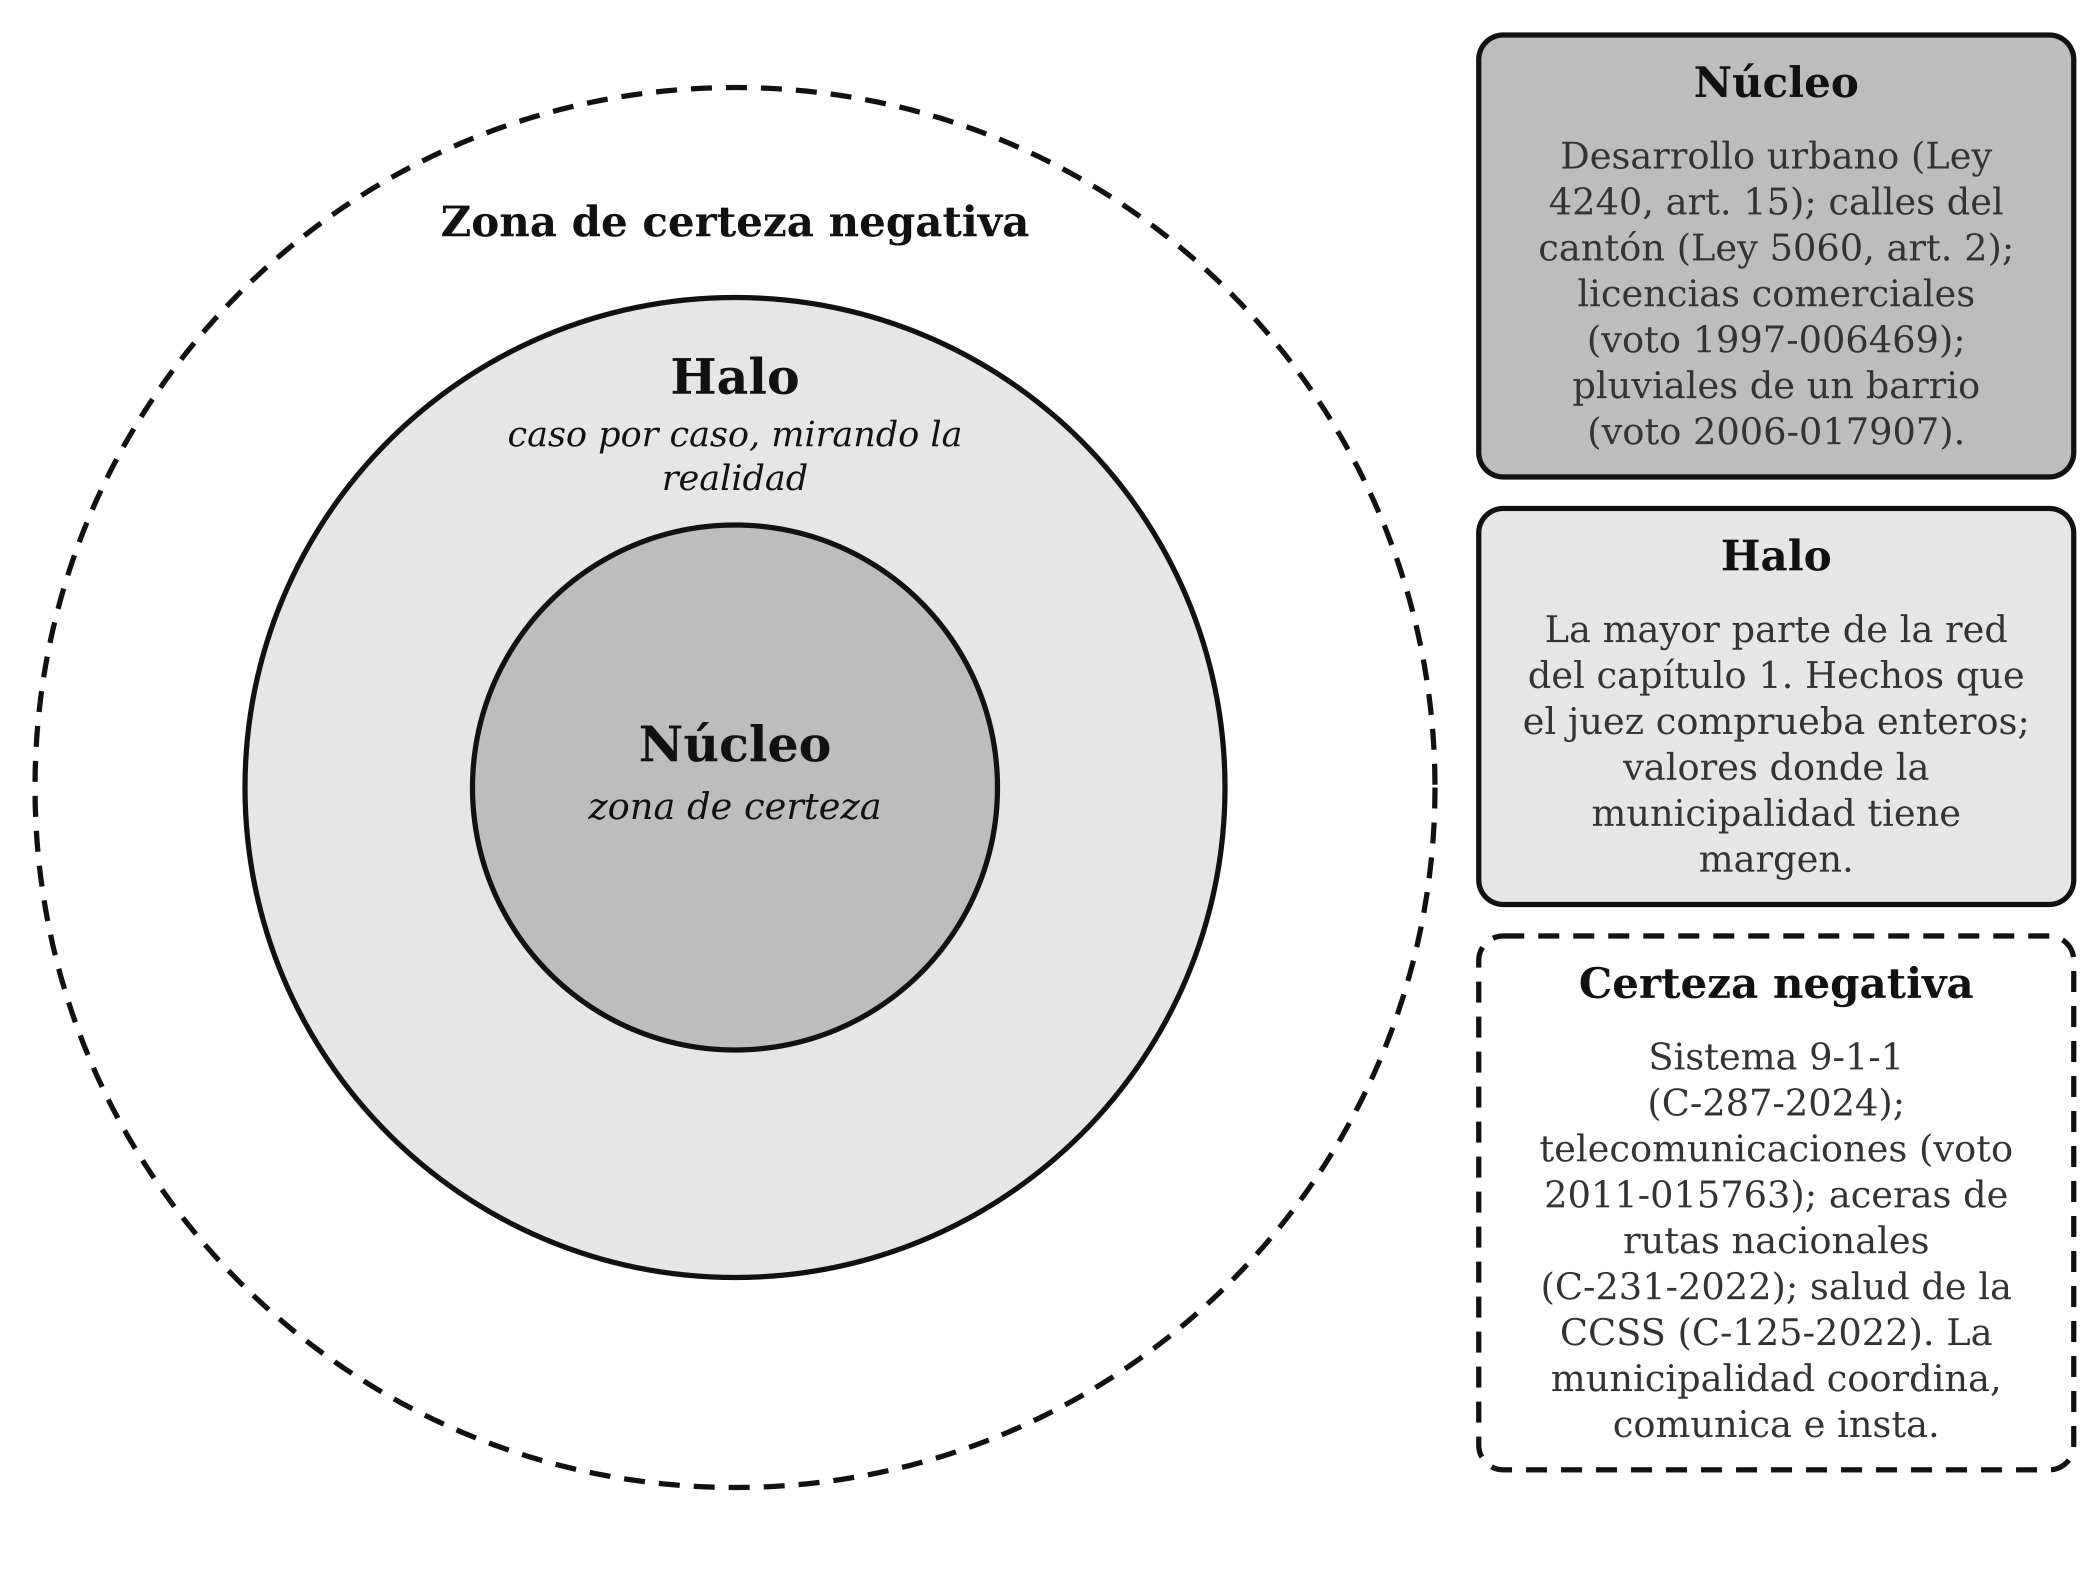 Zona de certeza negativa
Halo
caso por caso, mirando la
realidad
Núcleo
zona de certeza
Núcleo
Desarrollo urbano (Ley
4240, art. 15); calles del
cantón (Ley 5060, art. 2);
licencias comerciales
(voto 1997-006469);
pluviales de un barrio
(voto 2006-017907).
Halo
La mayor parte de la red
del capítulo 1. Hechos que
el juez comprueba enteros;
valores donde la
municipalidad tiene
margen.
Certeza negativa
Sistema 9-1-1
(C-287-2024);
telecomunicaciones (voto
2011-015763); aceras de
rutas nacionales
(C-231-2022); salud de la
CCSS (C-125-2022). La
municipalidad coordina,
comunica e insta.